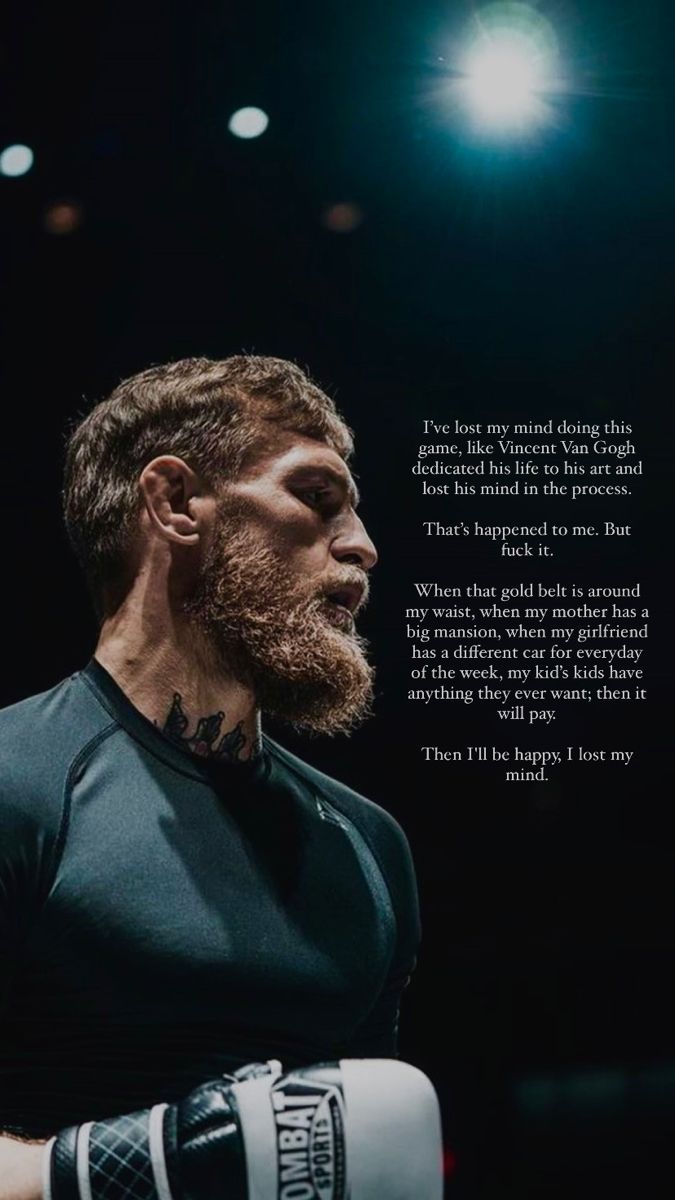 I've lost my mind doing this
game, like Vincent Van Gogh
dedicated his life to his art and
lost his mind in the process.
That's happened to me. But
fuck it.
When that gold belt is around
my waist, when my mother has a
big mansion, when my girlfriend
has a different car for everyday
of the week, my kid's kids have
anything they ever want; then it
will pay.
Then I'll be happy, I lost my
mind.
OMBAT
SPORTS